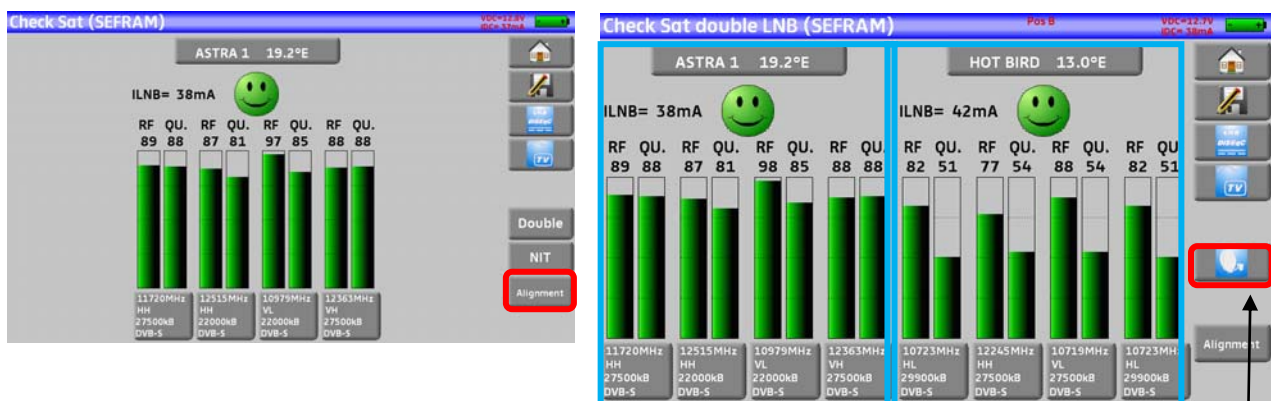 Check Sat (SEFRAM)
VDC=12.8V
IDC= 37mA
ASTRA 1 19.2°E
ILNB= 38mA
RF QU. RF QU. RF QU. RF QU.
89 88 87 81 97 85 88 88
11720MHz 12515MHz 10979MHz 12363MHz
HH HH VL VH
27500kB 22000kB 22000kB 27500kB
DVB-S DVB-S DVB-S DVB-S
LNB
DiSEqC
TV
Double
NIT
Alignment
Check Sat double LNB (SEFRAM)
Pos B
VDC=12.7V
IDC= 38mA
ASTRA 1 19.2°E
ILNB= 38mA
RF QU. RF QU. RF QU. RF QU
89 88 87 81 98 85 88 88
11720MHz 12515MHz 10979MHz 12363MHz
HH HH VL VH
27500kB 22000kB 22000kB 27500kB
DVB-S DVB-S DVB-S DVB-S
HOT BIRD 13.0°E
ILNB= 42mA
RF QU. RF QU. RF QU. RF QU
82 51 77 54 88 54 82 51
10723MHz 12245MHz 10719MHz 10723MH
HL HH VL HL
29900kB 27500kB 27500kB 29900kB
DVB-S DVB-S DVB-S DVB-S
LNB
DiSEqC
TV
Alignment